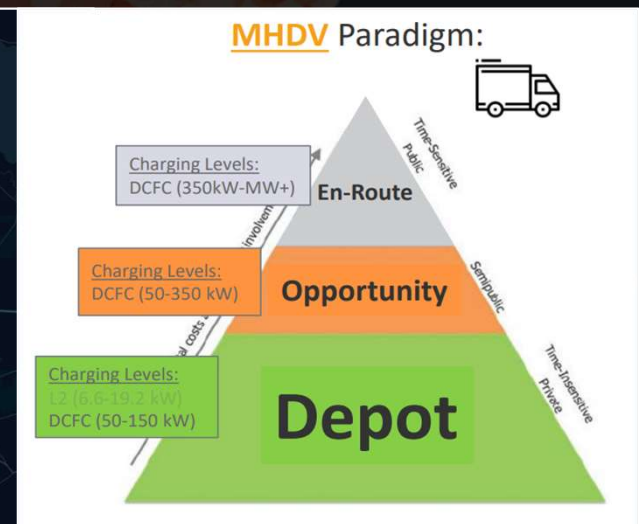 MHDV Paradigm:
Time-Sensitive
Public
Charging Levels:
DCFC (350kW-MW+)
En-Route
Charging Levels:
DCFC (50-350 kW)
Opportunity
Semipublic
costs
Charging Levels:
L2 (6.6-19.2 kW)
DCFC (50-150 kW)
Depot
Time-Insensitive
Private